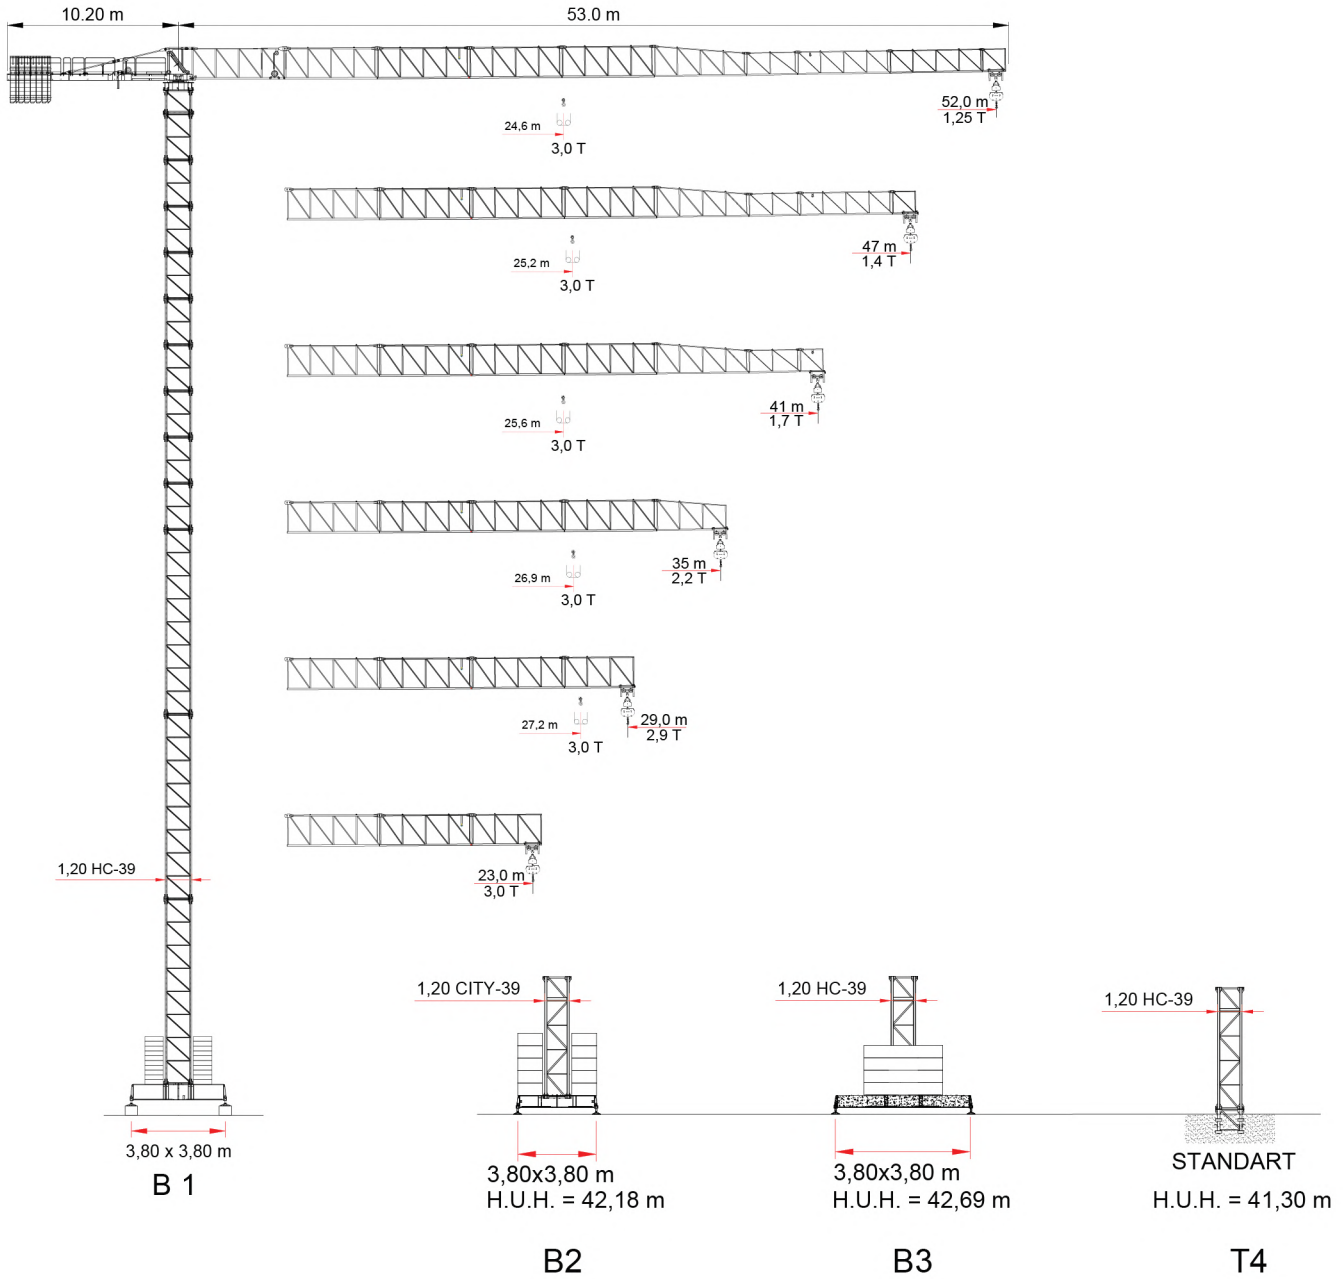 10.20 m
53.0 m
52,0 m
1,25 T
24,6 m
3,0 T
47 m
1,4 T
25,2 m
3,0 T
41 m
1,7 T
25,6 m
3,0 T
35 m
2,2 T
26,9 m
3,0 T
29,0 m
2,9 T
27,2 m
3,0 T
23,0 m
3,0 T
1,20 HC-39
1,20 CITY-39
1,20 HC-39
1,20 HC-39
3,80 x 3,80 m
B 1
3,80x3,80 m
H.U.H. = 42,18 m
B2
3,80x3,80 m
H.U.H. = 42,69 m
B3
STANDART
H.U.H. = 41,30 m
T4